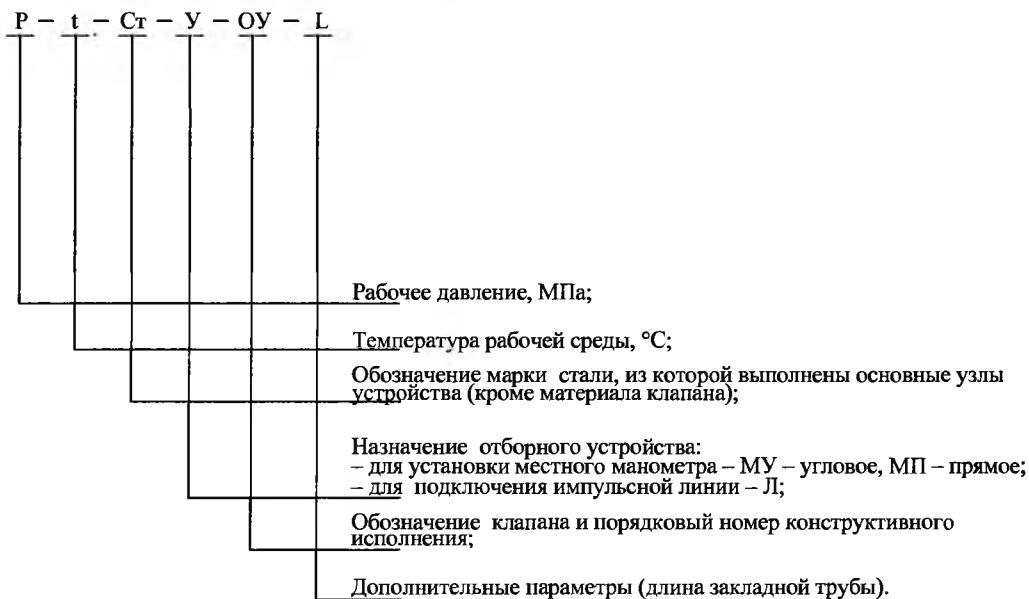 Р – t – Ст – У – ОУ – L
Рабочее давление, МПа;
Температура рабочей среды, °С;
Обозначение марки стали, из которой выполнены основные узлы
устройства (кроме материала клапана);
Назначение отборного устройства:
– для установки местного манометра – МУ – угловое, МП – прямое;
– для подключения импульсной линии – Л;
Обозначение клапана и порядковый номер конструктивного
исполнения;
Дополнительные параметры (длина закладной трубы).